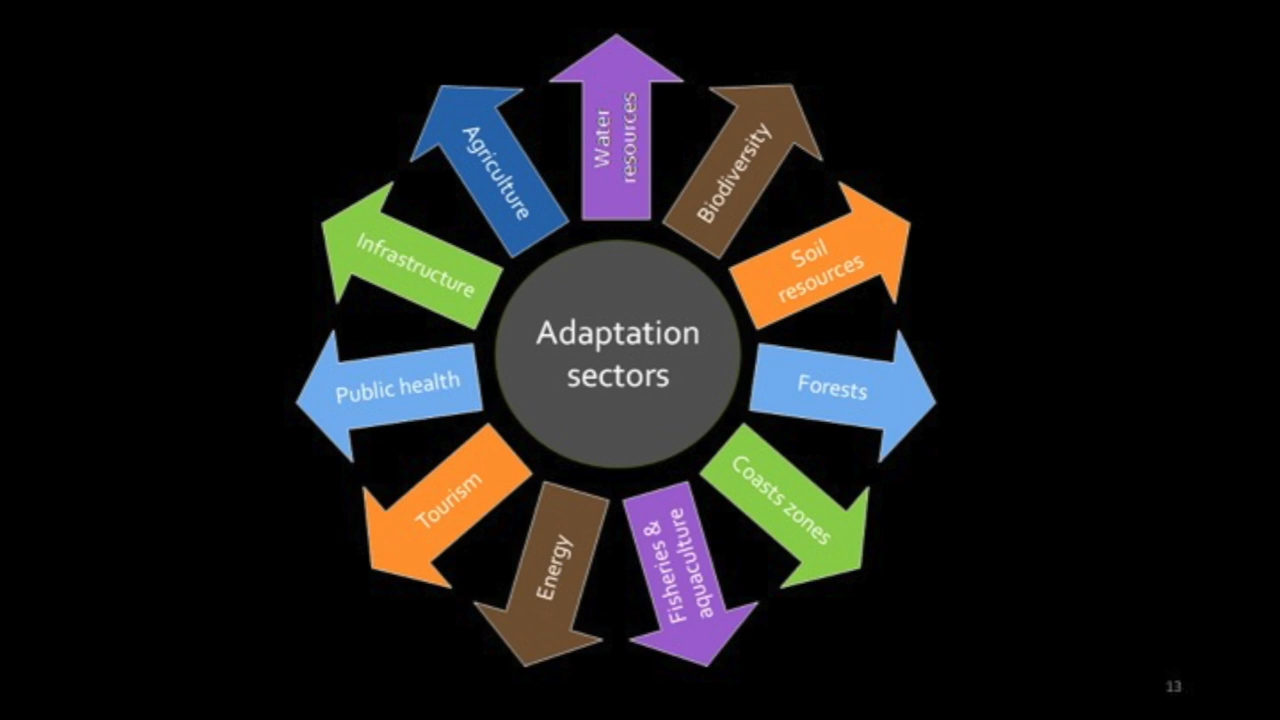 Water
resources
Biodiversity
Soil
resources
Forests
Coasts zones
Fisheries &
aquaculture
Energy
Tourism
Public health
Infrastructure
Agriculture
Adaptation
sectors
13